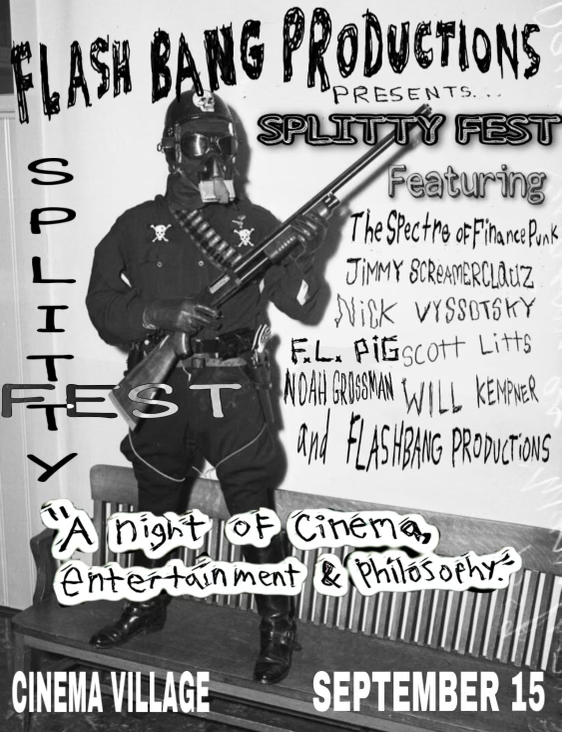 FLASH BANG PRODUCTIONS
PRESENTS...
SPLITTY FEST
Featuring
The Spectre of Finance Punk
JiMMY SCREAMERCLAUZ
NiCK VYSSOTSKY
F.L. PiG SCOTT Litts
NOAH GROSSMAN WILL KEMPNER
and FLASHBANG PRODUCTIONS
SPLITTY
FEST
"A night of Cinema,
entertainment & Philosophy."
CINEMA VILLAGE SEPTEMBER 15